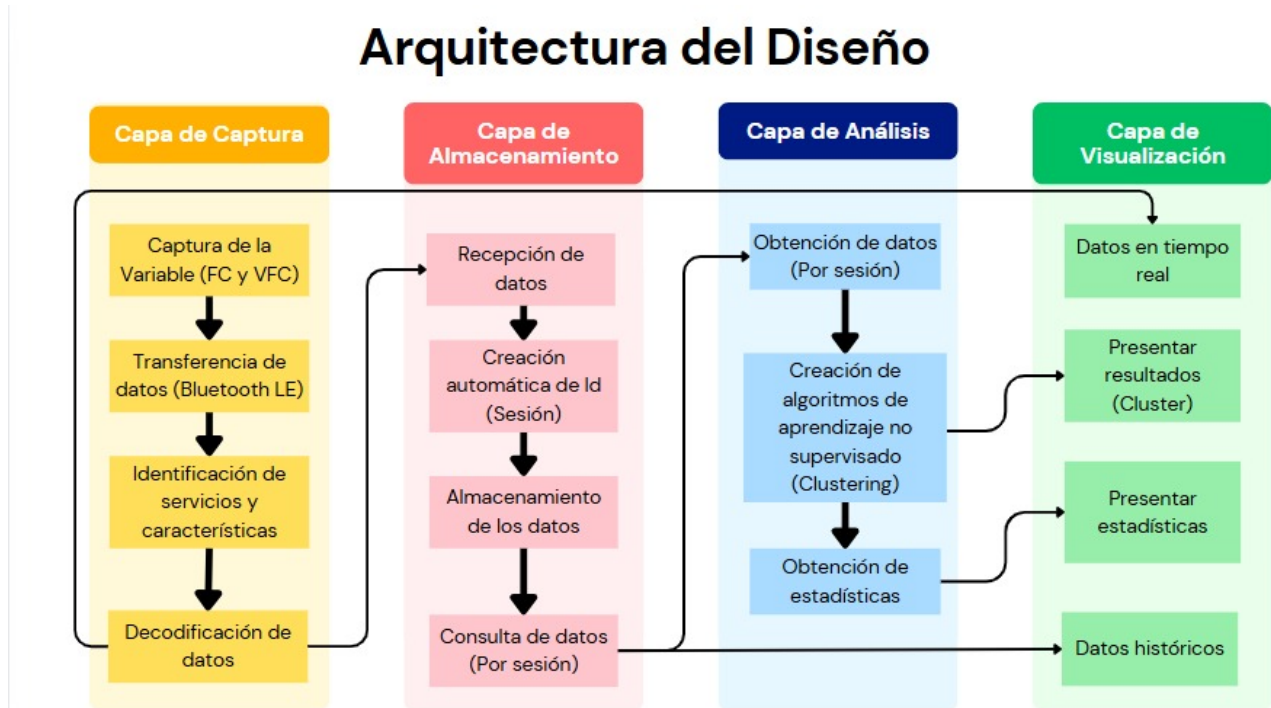 Arquitectura del Diseño
Capa de Captura
Captura de la
Variable (FC y VFC)
Transferencia de
datos (Bluetooth LE)
Identificación de
servicios y
características
Decodificación de
datos
Capa de
Almacenamiento
Recepción de
datos
Creación
automática de Id
(Sesión)
Almacenamiento
de los datos
Consulta de datos
(Por sesión)
Capa de Análisis
Obtención de datos
(Por sesión)
Creación de
algoritmos de
aprendizaje no
supervisado
(Clustering)
Obtención de
estadísticas
Capa de
Visualización
Datos en tiempo
real
Presentar
resultados
(Cluster)
Presentar
estadísticas
Datos históricos